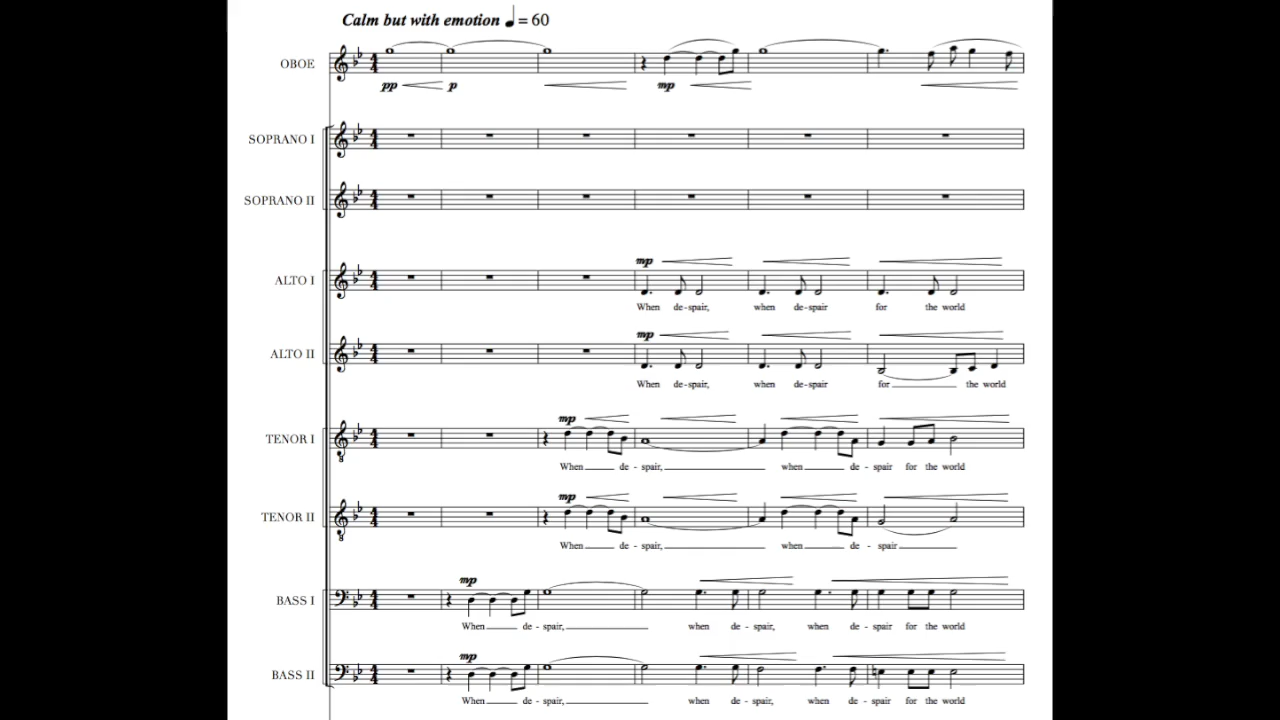 Calm but with emotion ♩ = 60
OBOE
pp p mp
SOPRANO I
SOPRANO II
mp
ALTO I
When de-spair, when de-spair for the world
mp
ALTO II
When de-spair, when de-spair for the world
mp
TENOR I
When de - spair, when de - spair for the world
mp
TENOR II
When de - spair, when de - spair
mp
BASS I
When de - spair, when de - spair, when de - spair for the world
mp
BASS II
When de - spair, when de - spair, when de - spair for the world